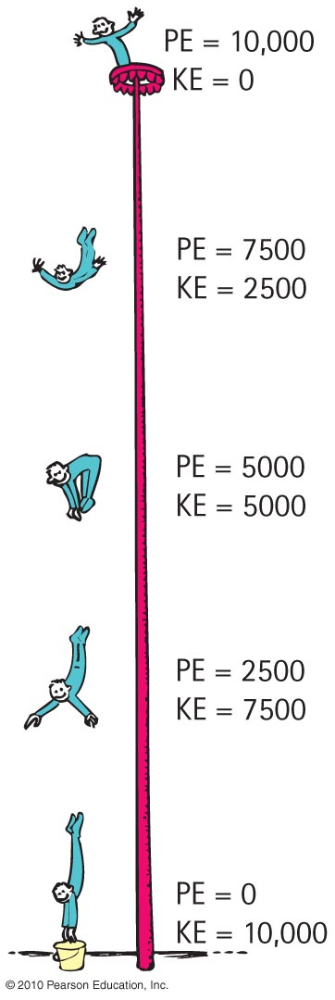 PE = 10,000
KE = 0
PE = 7500
KE = 2500
PE = 5000
KE = 5000
PE = 2500
KE = 7500
PE = 0
KE = 10,000
© 2010 Pearson Education, Inc.